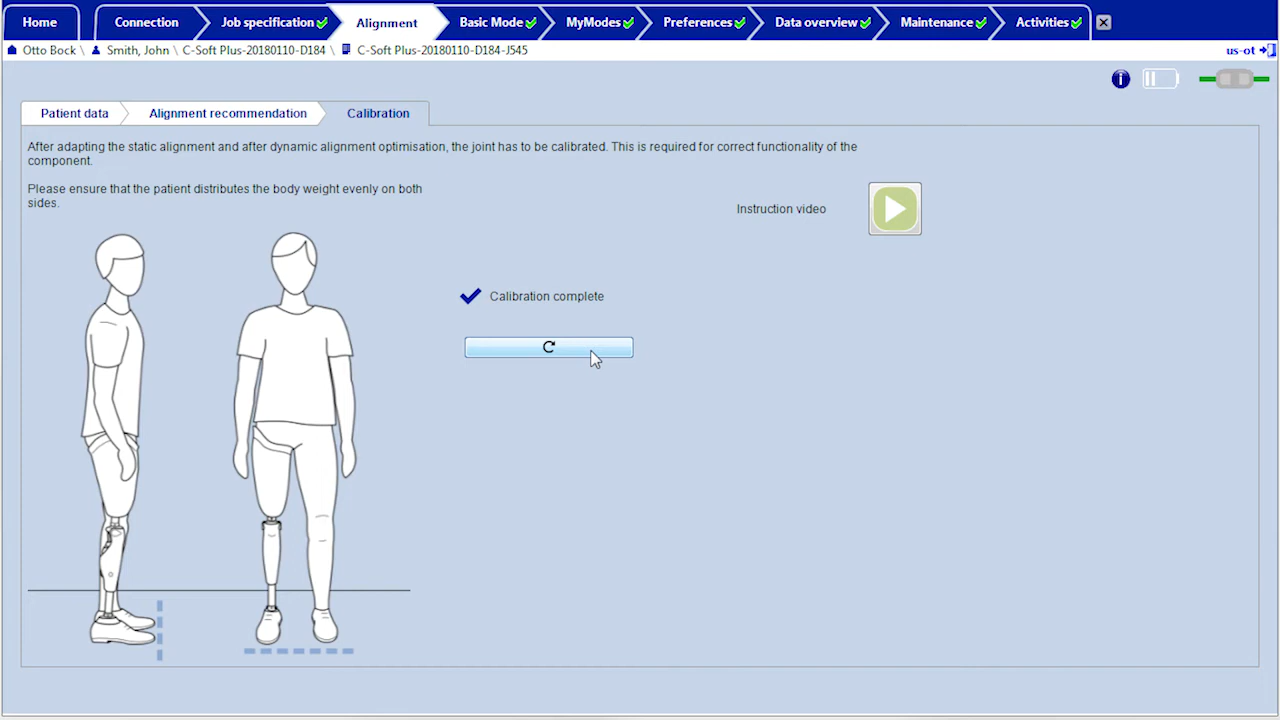 Home Connection Job specification Alignment Basic Mode MyModes Preferences Data overview Maintenance Activities
Otto Bock \ Smith, John \ C-Soft Plus-20180110-D184 \ C-Soft Plus-20180110-D184-J545 us-ot
Patient data Alignment recommendation Calibration
After adapting the static alignment and after dynamic alignment optimisation, the joint has to be calibrated. This is required for correct functionality of the
component.
Please ensure that the patient distributes the body weight evenly on both
sides.
Instruction video
Calibration complete